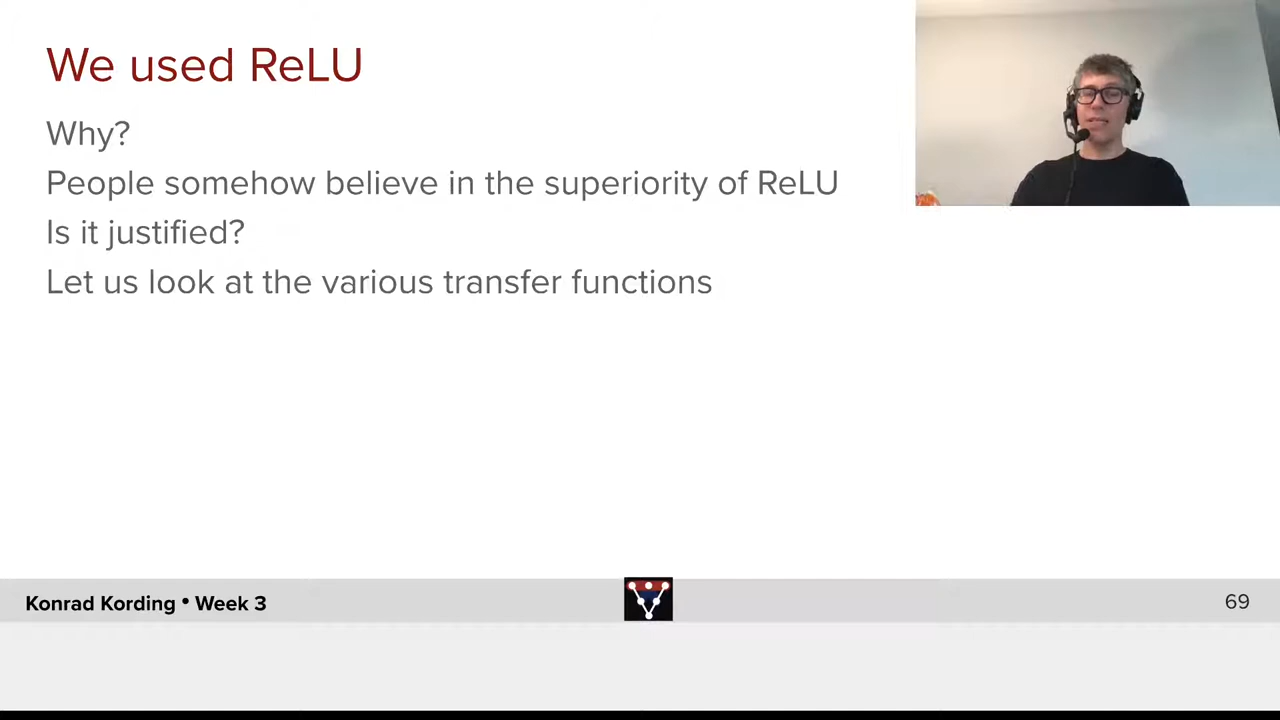 We used ReLU
Why?
People somehow believe in the superiority of ReLU
Is it justified?
Let us look at the various transfer functions
Konrad Kording • Week 3
69